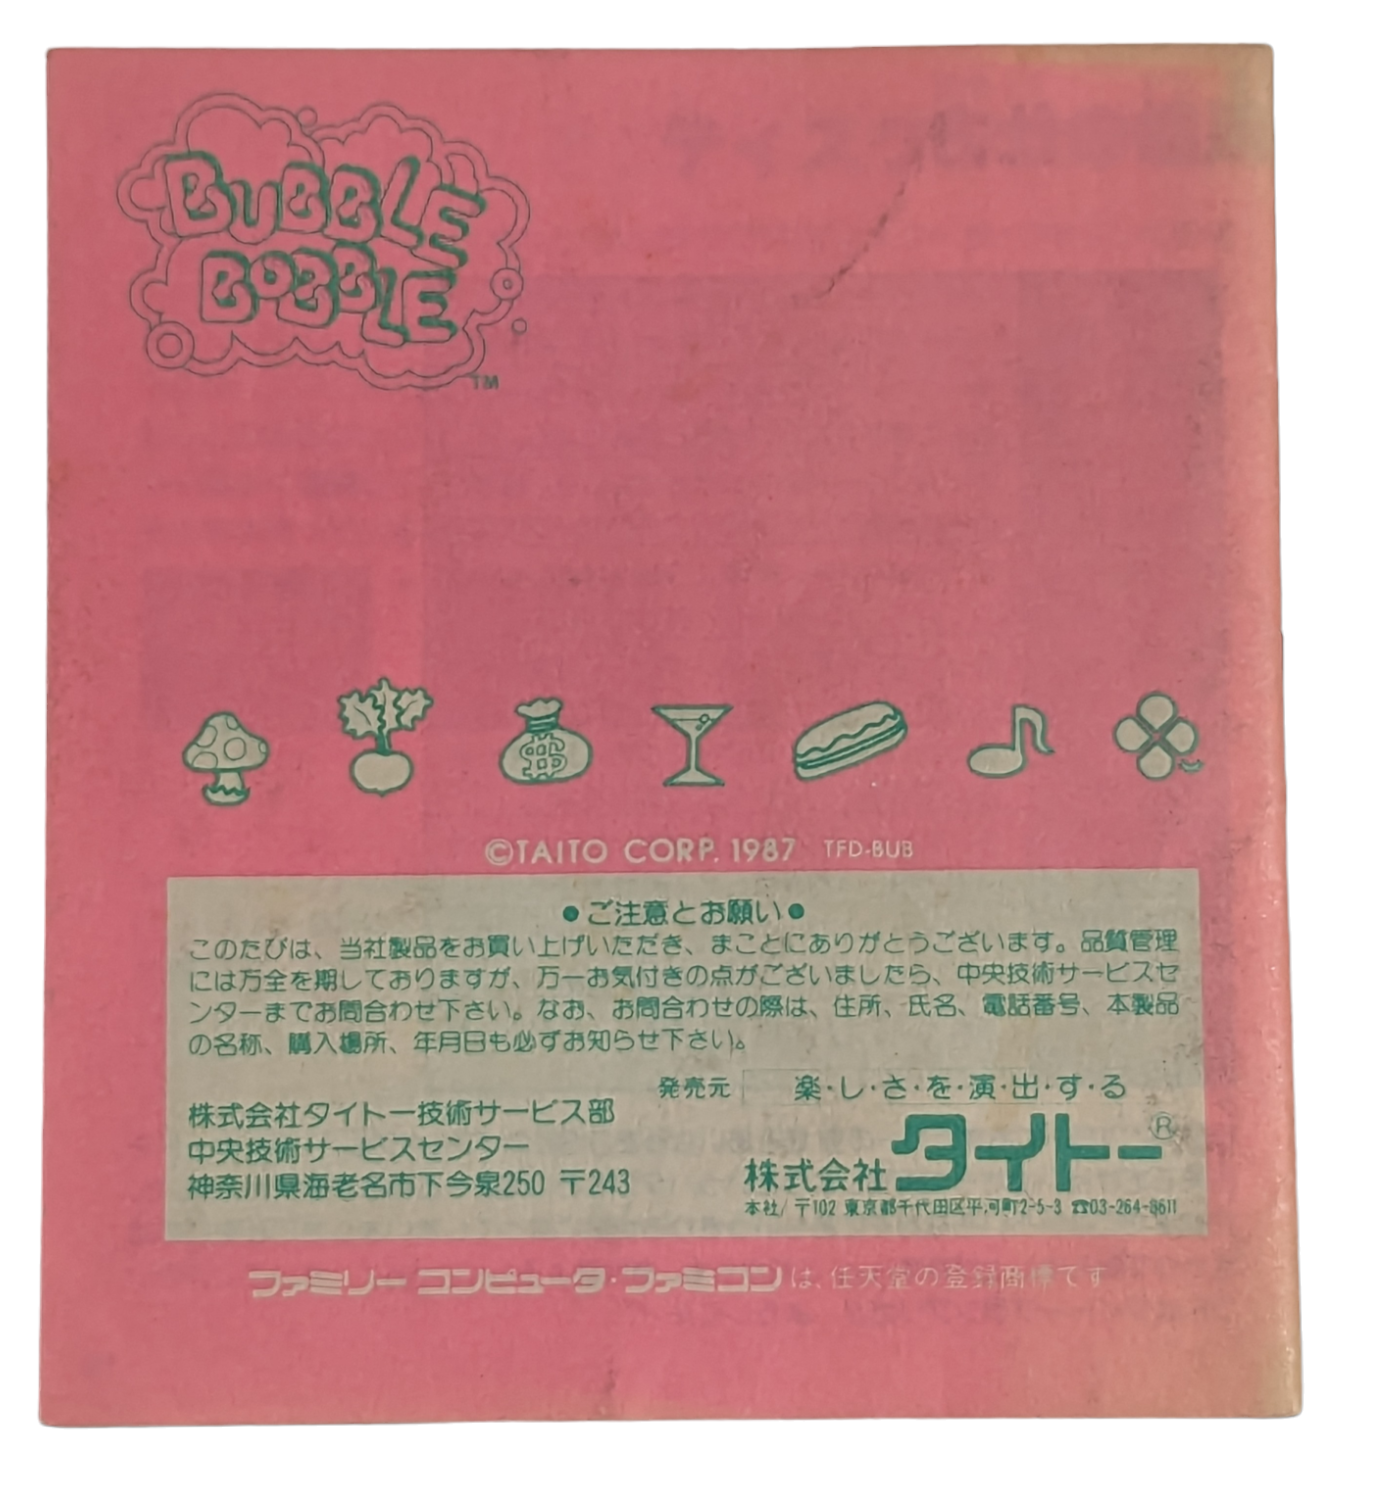 BUBBLE
BOBBLE
TM
$
©TAITO CORP. 1987 TFD-BUB
●ご注意とお願い●
このたびは、当社製品をお買い上げいただき、まことにありがとうございます。品質管理
には万全を期しておりますが、万一お気付きの点がございましたら、中央技術サービスセ
ンターまでお問合わせ下さい。なお、お問合わせの際は、住所、氏名、電話番号、本製品
の名称、購入場所、年月日も必ずお知らせ下さい。
発売元 楽・し・さ・を・演・出・す・る
株式会社タイトー®
本社/〒102 東京都千代田区平河町2-5-3 ☎03-264-8611
株式会社タイトー技術サービス部
中央技術サービスセンター
神奈川県海老名市下今泉250 〒243
ファミリーコンピュータ・ファミコンは、任天堂の登録商標です